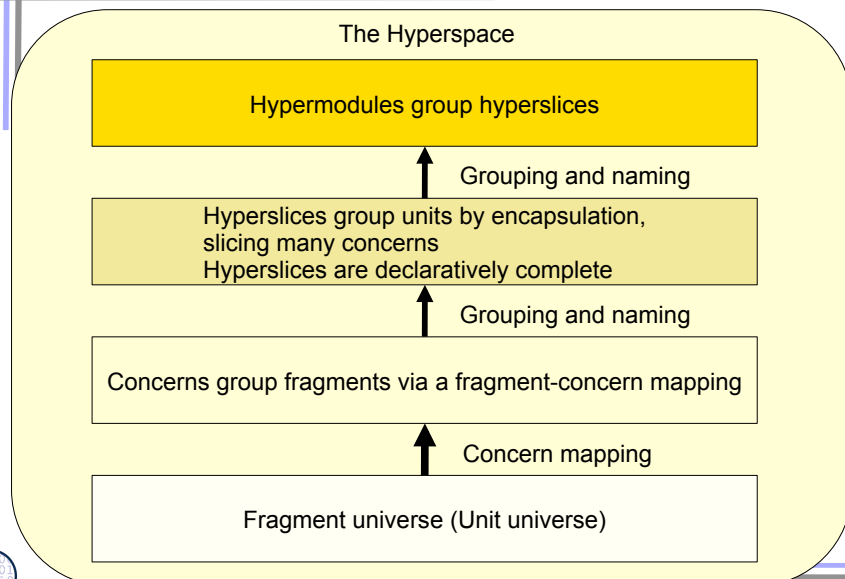 The Hyperspace
Hypermodules group hyperslices
Grouping and naming
Hyperslices group units by encapsulation,
slicing many concerns
Hyperslices are declaratively complete
Grouping and naming
Concerns group fragments via a fragment-concern mapping
Concern mapping
Fragment universe (Unit universe)